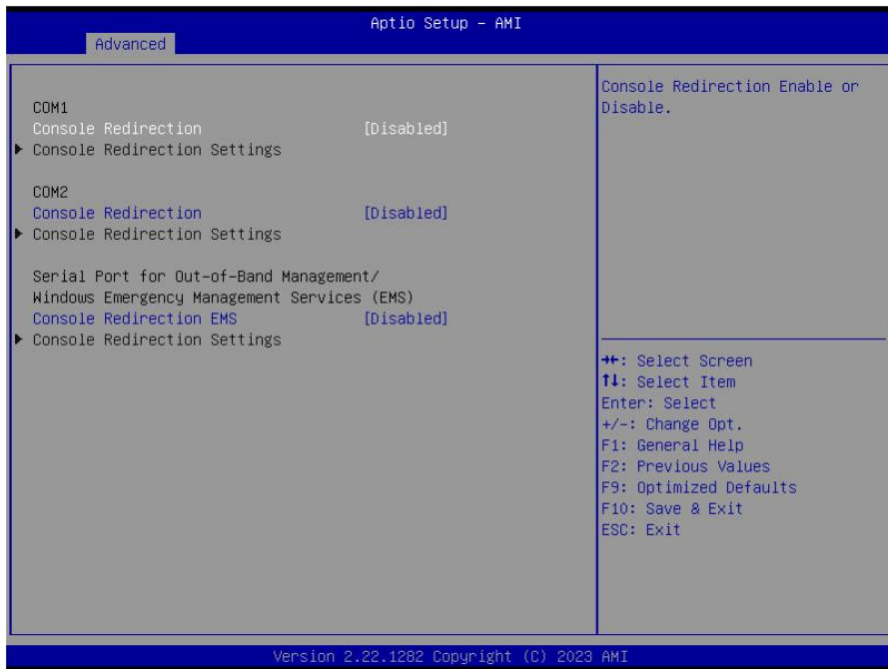 Aptio Setup – AMI
Advanced
COM1
Console Redirection [Disabled]
▶ Console Redirection Settings
COM2
Console Redirection [Disabled]
▶ Console Redirection Settings
Serial Port for Out-of-Band Management/
Windows Emergency Management Services (EMS)
Console Redirection EMS [Disabled]
▶ Console Redirection Settings
Console Redirection Enable or
Disable.
→←: Select Screen
↑↓: Select Item
Enter: Select
+/-: Change Opt.
F1: General Help
F2: Previous Values
F9: Optimized Defaults
F10: Save & Exit
ESC: Exit
Version 2.22.1282 Copyright (C) 2023 AMI